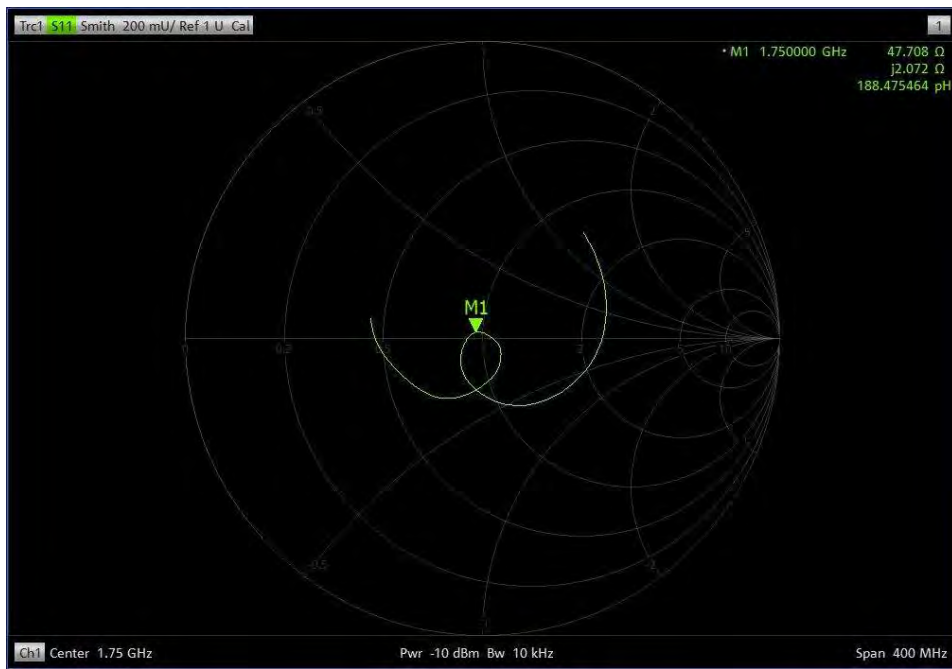 Trc1 S11 Smith 200 mU/ Ref 1 U Cal
1
• M1 1.750000 GHz 47.708 Ω
j2.072 Ω
188.475464 pH
0.5
2
5
M1
0
0.2
0.5
2
5
10
-0.5
-2
Ch1 Center 1.75 GHz
Pwr -10 dBm Bw 10 kHz
Span 400 MHz